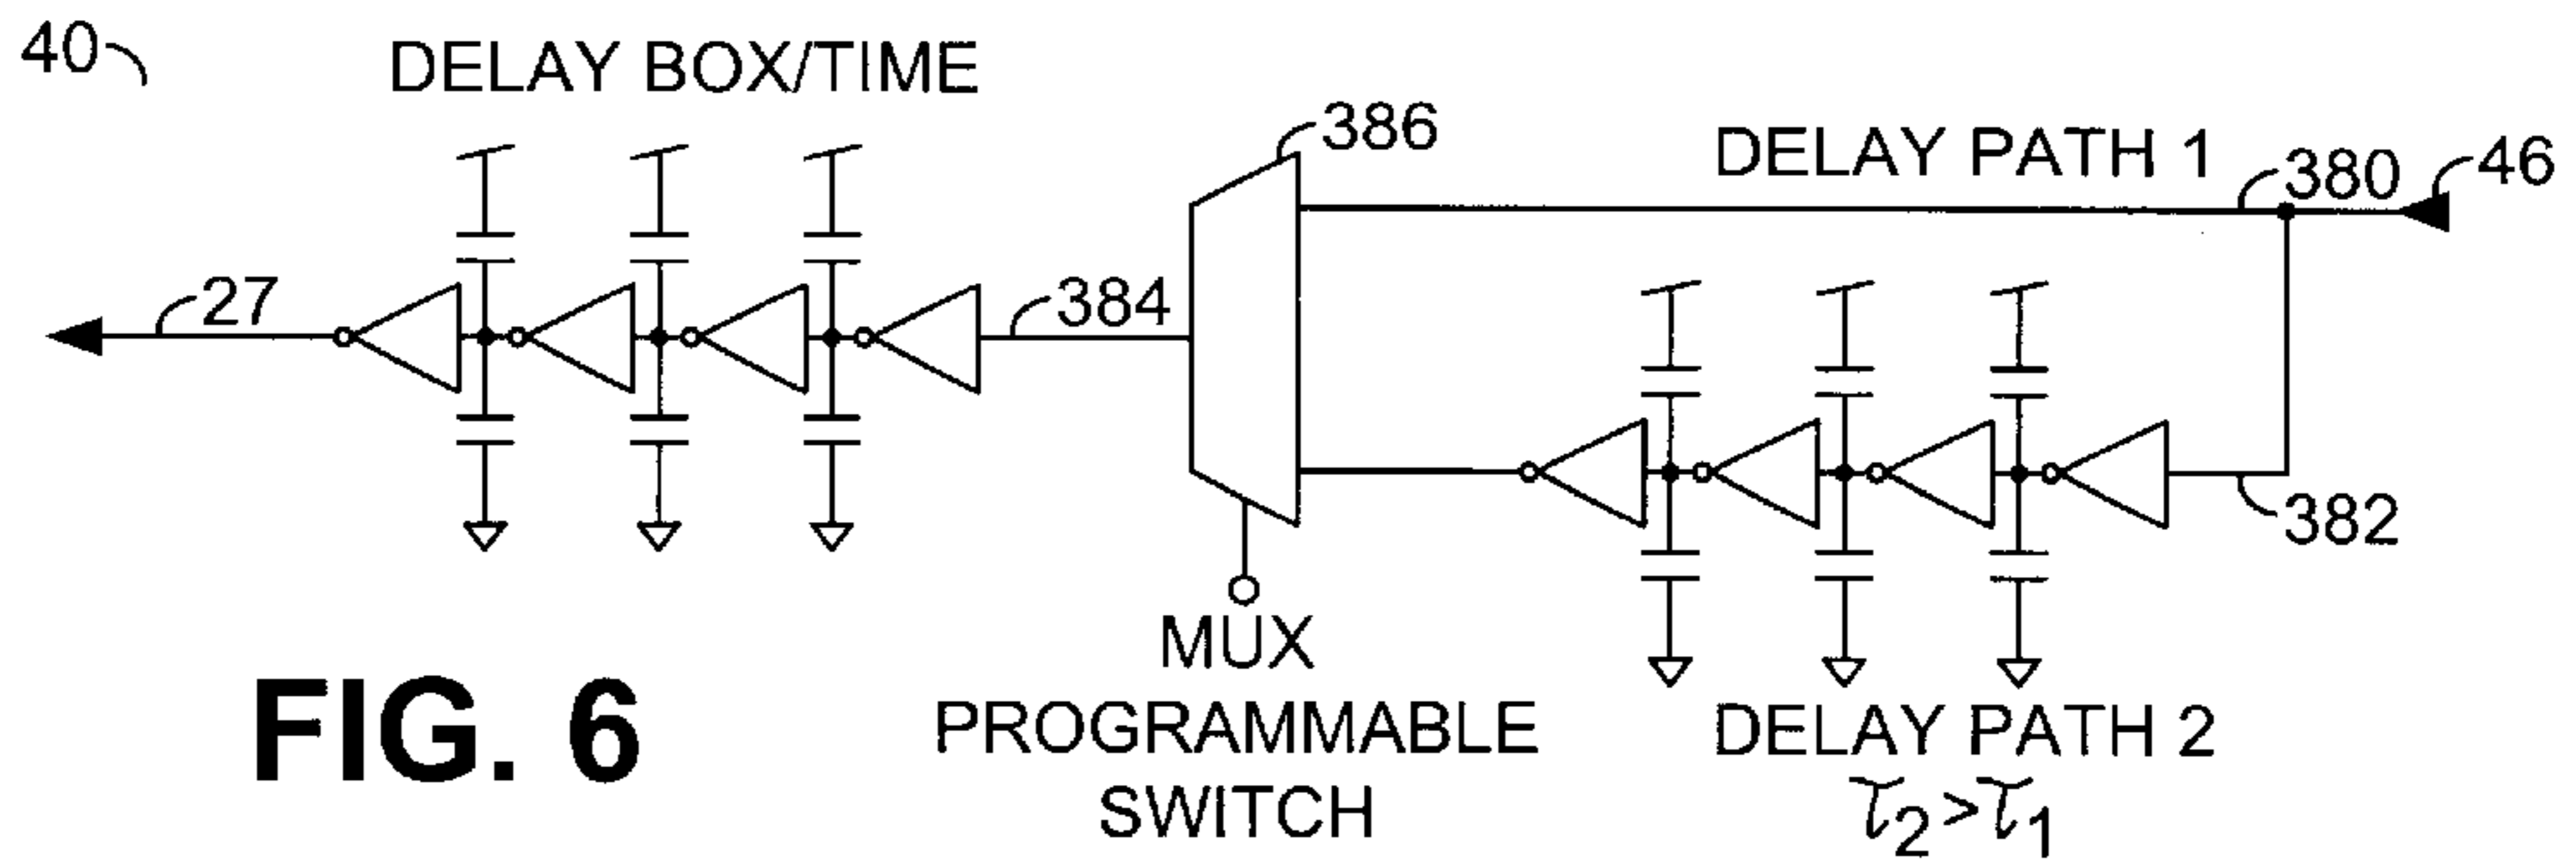 40
DELAY BOX/TIME
386
DELAY PATH 1
380
46
27
384
382
MUX
PROGRAMMABLE
SWITCH
DELAY PATH 2
τ2>τ1
FIG. 6